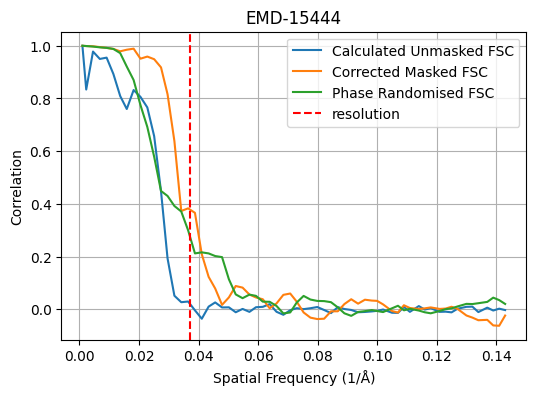 EMD-15444
Calculated Unmasked FSC
Corrected Masked FSC
Phase Randomised FSC
resolution
Correlation
1.0
0.8
0.6
0.4
0.2
0.0
0.00 0.02 0.04 0.06 0.08 0.10 0.12 0.14
Spatial Frequency (1/Å)